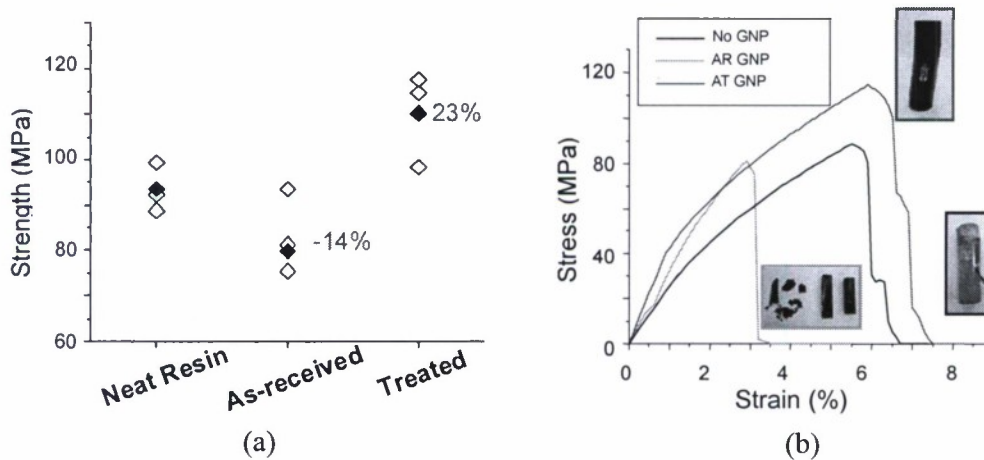 120
100
80
60
Strength (MPa)
23%
-14%
Neat Resin
As-received
Treated
(a)
No GNP
AR GNP
AT GNP
120
80
40
0
Stress (MPa)
0
2
4
6
8
Strain (%)
(b)